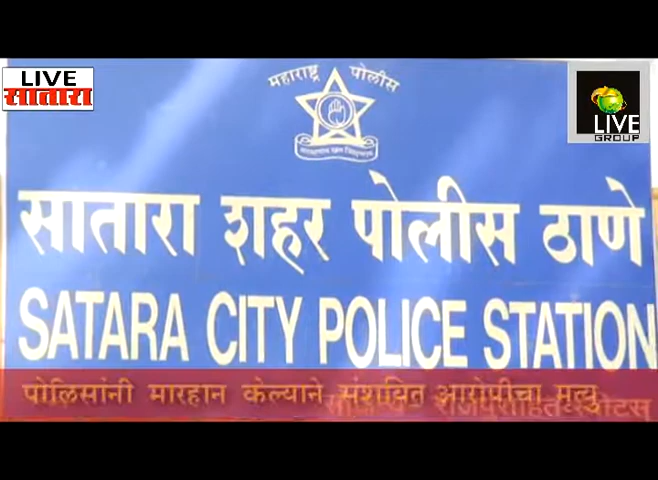 LIVE
सातारा
महाराष्ट्र पोलीस
LIVE
GROUP
सातारा शहर पोलीस ठाणे
SATARA CITY POLICE STATION
पोलिसांनी मारहान केल्याने संशयित आरोपीचा मृत्यु